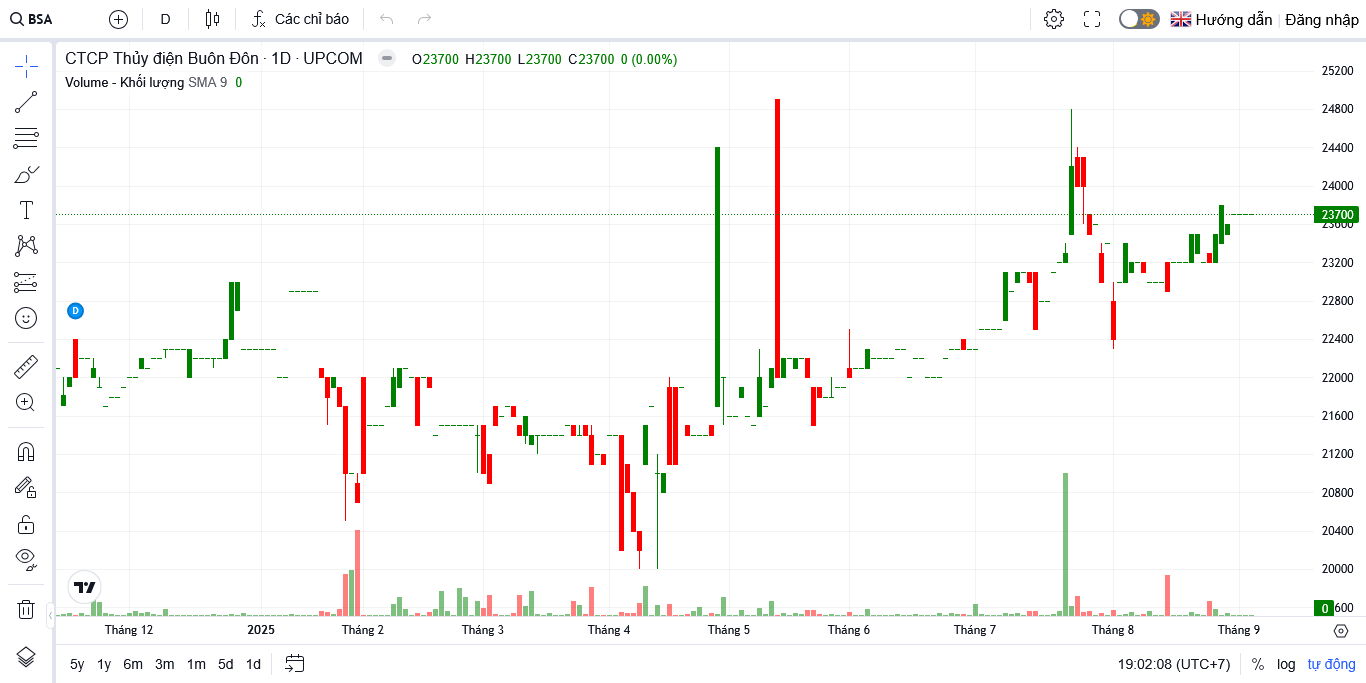 BSA D Các chỉ báo Hướng dẫn Đăng nhập
CTCP Thủy điện Buôn Đôn · 1D · UPCOM O23700 H23700 L23700 C23700 0 (0.00%)
Volume - Khối lượng SMA 9 0
25200
24800
24400
24000
23700
23600
23200
22800
D
22400
22000
21600
21200
20800
20400
20000
0 600
Tháng 12 2025 Tháng 2 Tháng 3 Tháng 4 Tháng 5 Tháng 6 Tháng 7 Tháng 8 Tháng 9
5y 1y 6m 3m 1m 5d 1d 19:02:08 (UTC+7) % log tự động